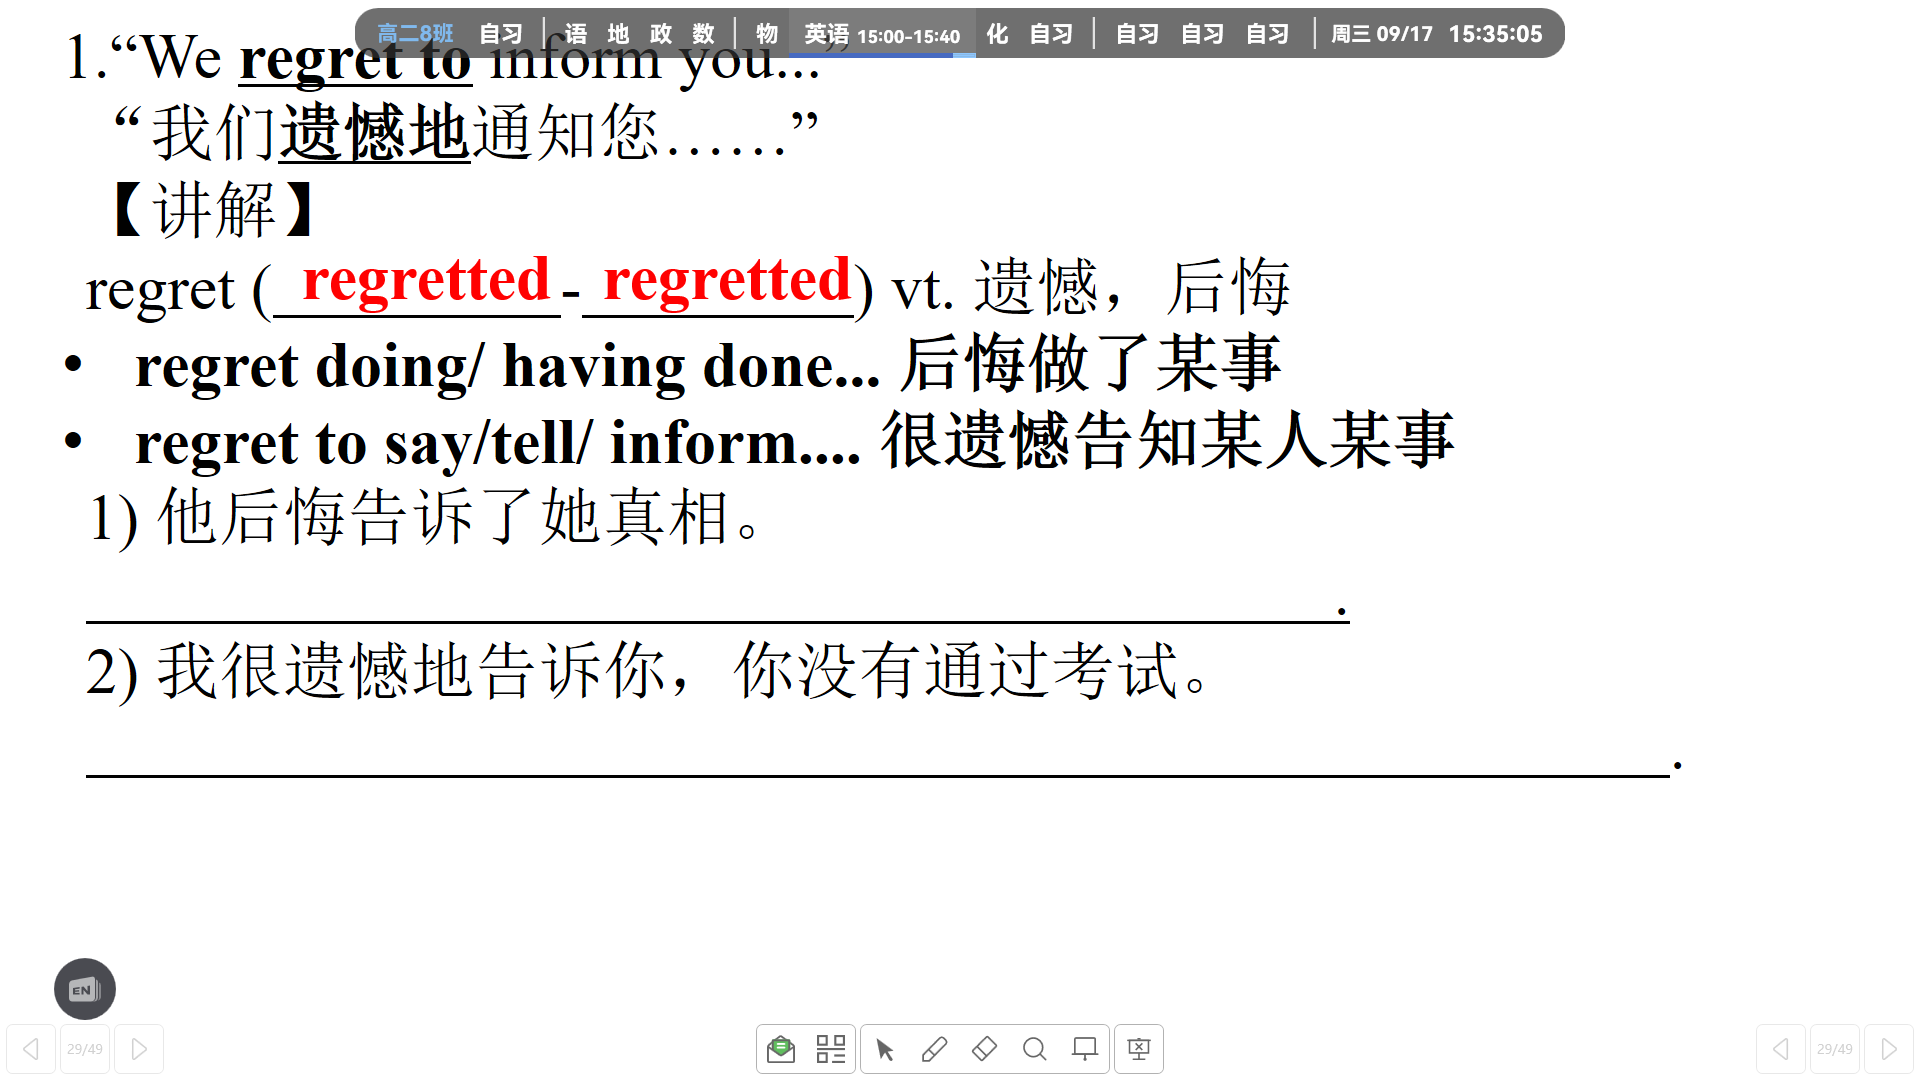 高二8班 自习 语 地 政 数 物 英语 15:00-15:40 化 自习 自习 自习 自习 周三 09/17 15:35:05
1.“We regret to inform you...”
“我们遗憾地通知您……”
【讲解】
regret ( regretted - regretted) vt. 遗憾，后悔
• regret doing/ having done... 后悔做了某事
• regret to say/tell/ inform.... 很遗憾告知某人某事
1) 他后悔告诉了她真相。
.
2) 我很遗憾地告诉你，你没有通过考试。
.
EN
29/49
29/49